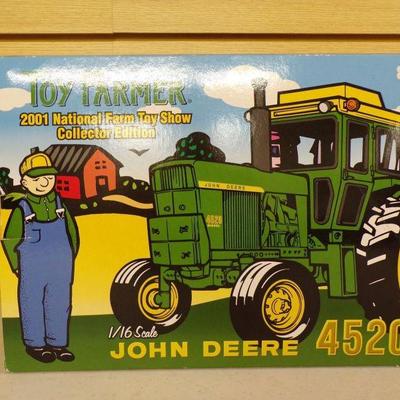 TOY FARMER®
2001 National Farm Toy Show
Collector Edition
JOHN DEERE
4520
1/16 Scale
JOHN DEERE 4520